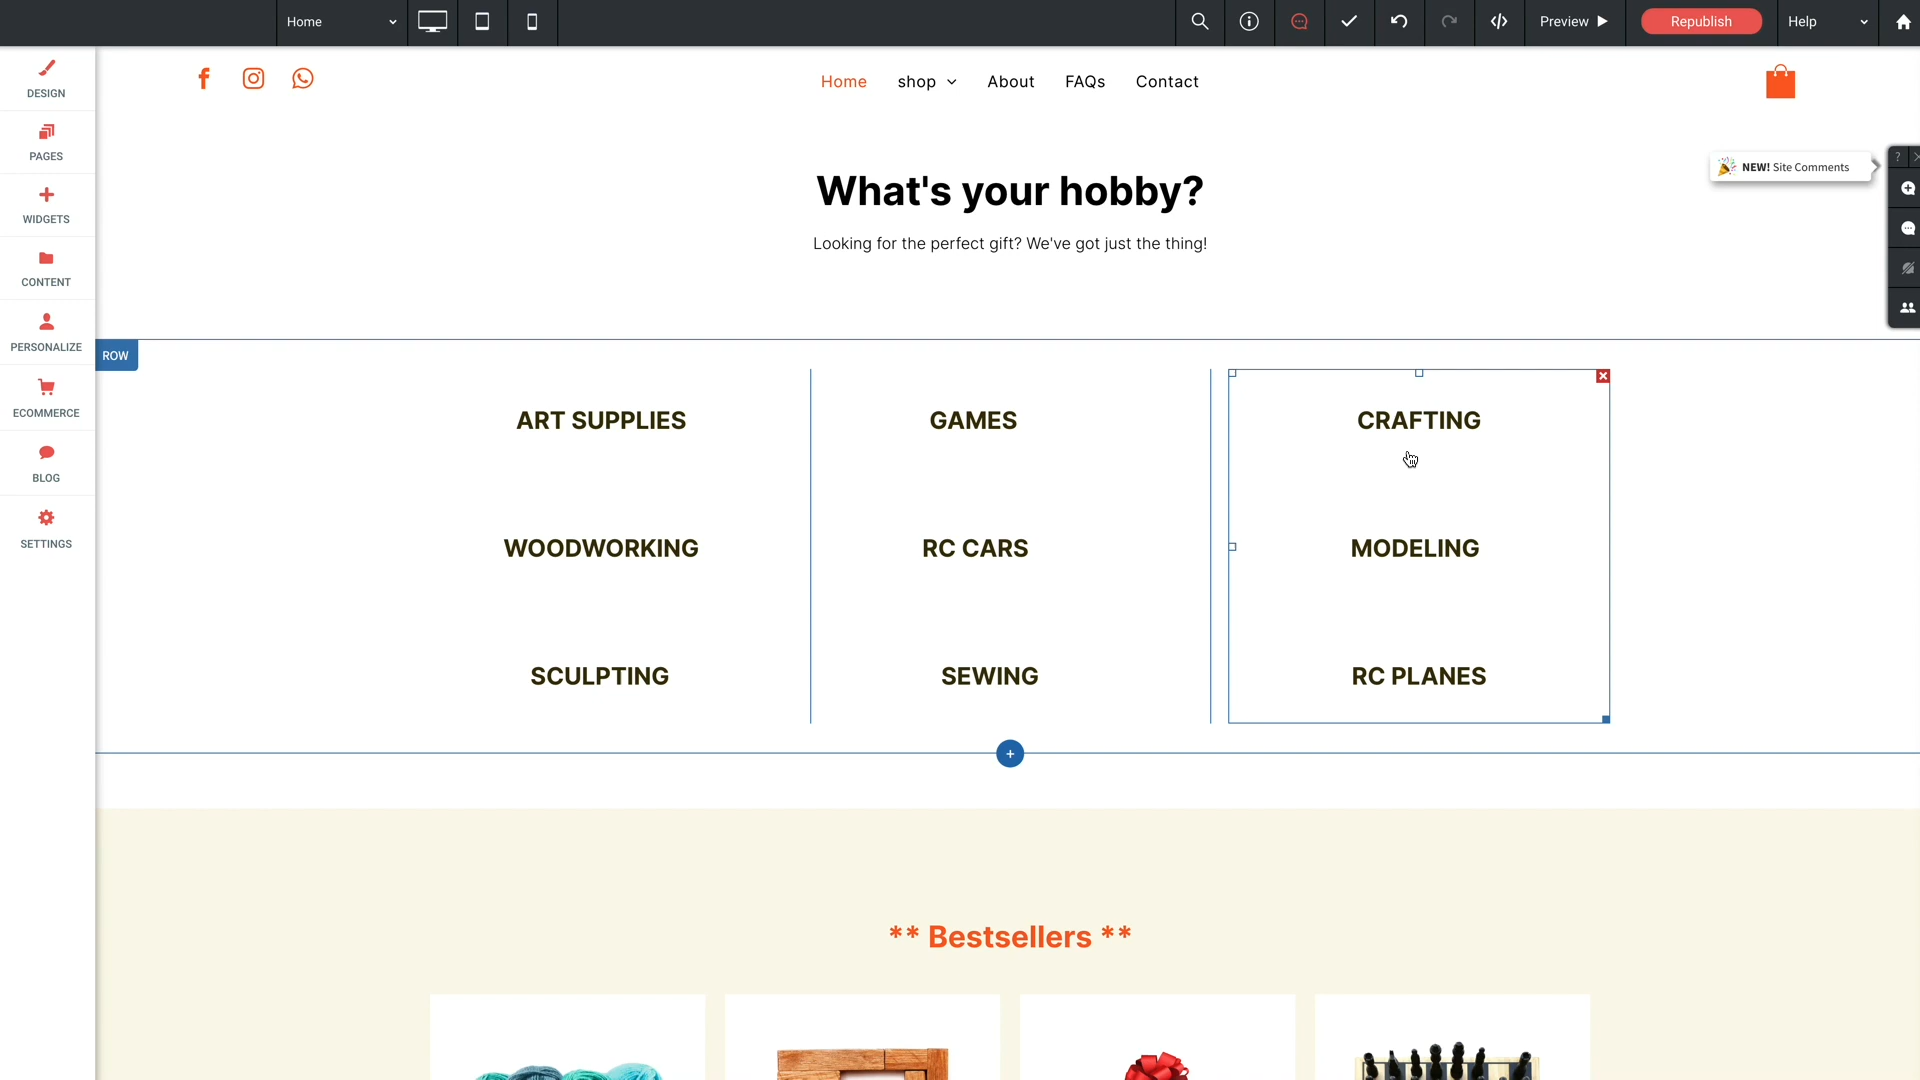 Home
Preview
Republish
Help
DESIGN
PAGES
WIDGETS
CONTENT
PERSONALIZE
ECOMMERCE
BLOG
SETTINGS
Home shop About FAQs Contact
NEW! Site Comments
?
What's your hobby?
Looking for the perfect gift? We've got just the thing!
ROW
ART SUPPLIES GAMES CRAFTING
WOODWORKING RC CARS MODELING
SCULPTING SEWING RC PLANES
** Bestsellers **